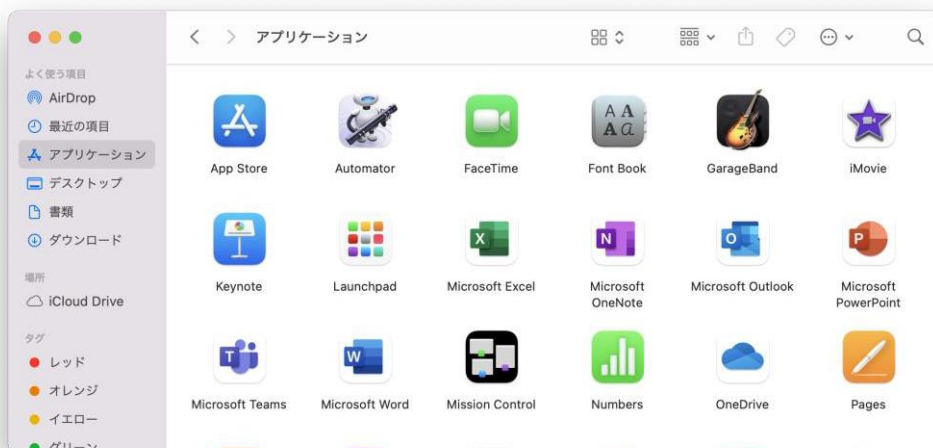 アプリケーション
よく使う項目
AirDrop
最近の項目
アプリケーション
デスクトップ
書類
ダウンロード
場所
iCloud Drive
タグ
レッド
オレンジ
イエロー
グリーン
App Store
Automator
FaceTime
Font Book
GarageBand
iMovie
Keynote
Launchpad
Microsoft Excel
Microsoft
OneNote
Microsoft Outlook
Microsoft
PowerPoint
Microsoft Teams
Microsoft Word
Mission Control
Numbers
OneDrive
Pages